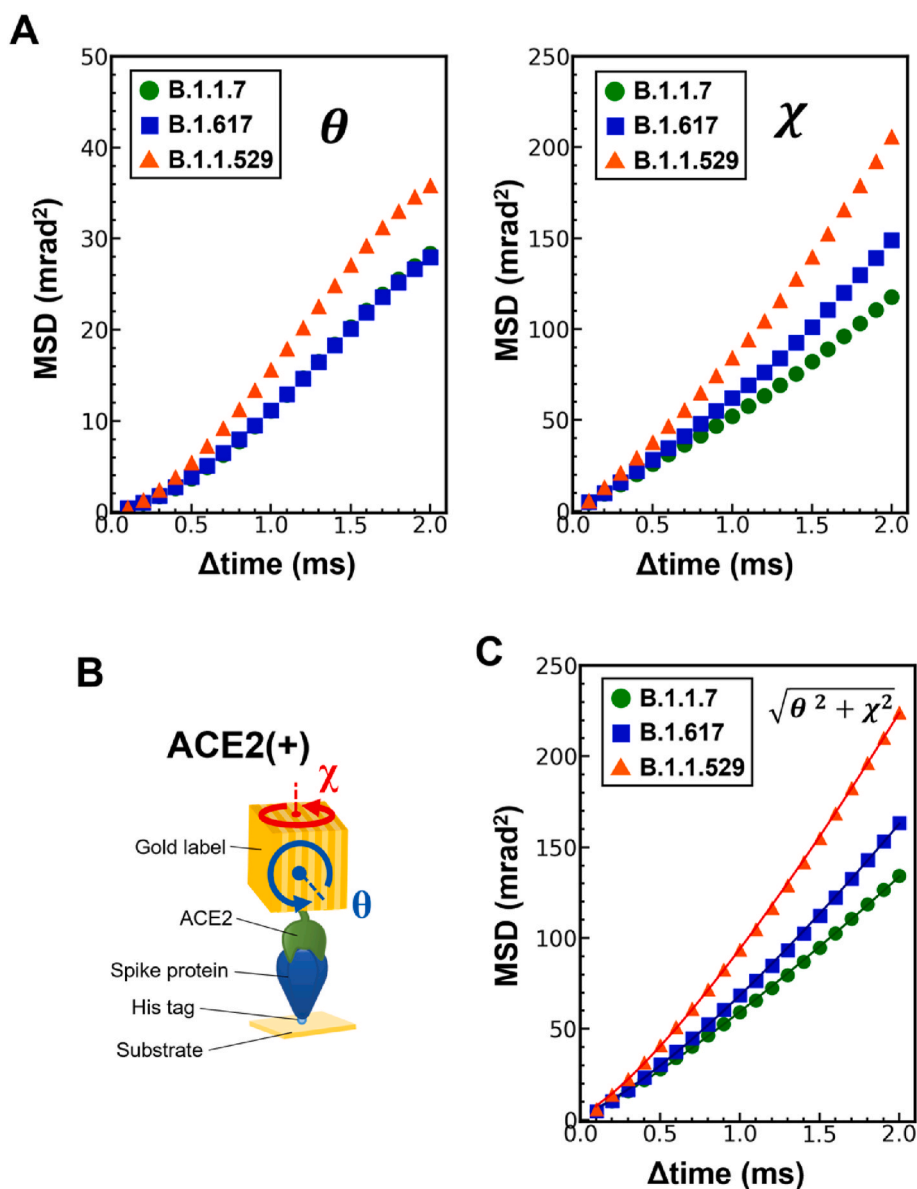 A
MSD (mrad²)
50
40
30
20
10
0
B.1.1.7
B.1.617
B.1.1.529
θ
0.0 0.5 1.0 1.5 2.0
Δtime (ms)
MSD (mrad²)
250
200
150
100
50
0
B.1.1.7
B.1.617
B.1.1.529
χ
0.0 0.5 1.0 1.5 2.0
Δtime (ms)
B
ACE2(+)
χ
Gold label
θ
ACE2
Spike protein
His tag
Substrate
C
MSD (mrad²)
250
200
150
100
50
0
B.1.1.7
B.1.617
B.1.1.529
√θ² + χ²
0.0 0.5 1.0 1.5 2.0
Δtime (ms)